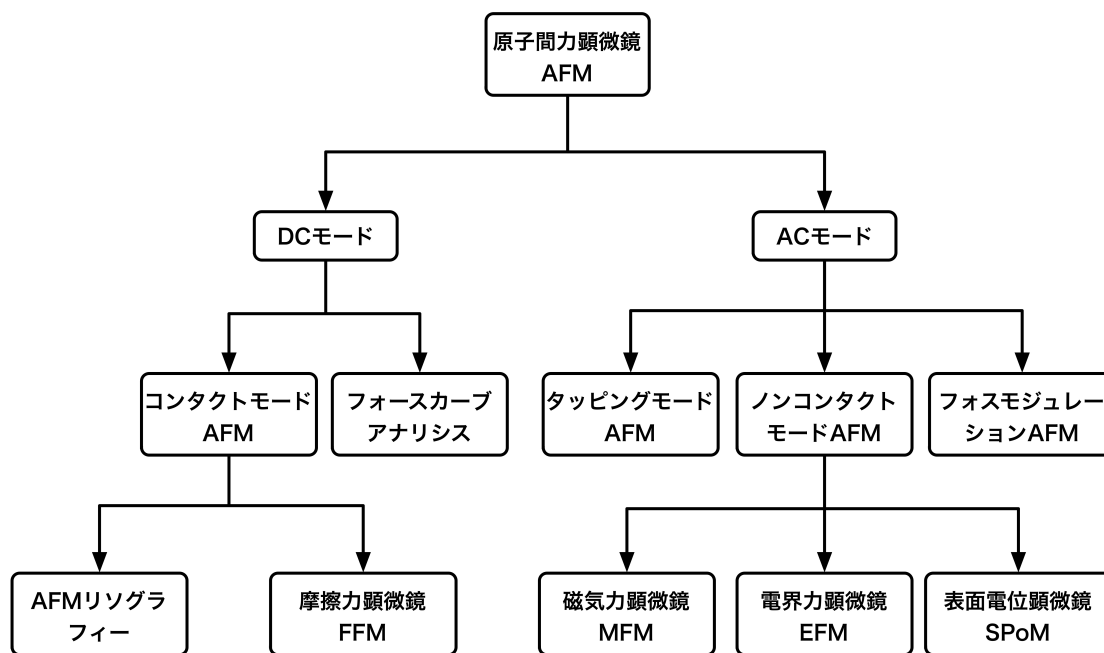 原子間力顕微鏡
AFM
DCモード
ACモード
コンタクトモード
AFM
フォースカーブ
アナリシス
タッピングモード
AFM
ノンコンタクト
モードAFM
フォスモジュレー
ションAFM
AFMリソグラ
フィー
摩擦力顕微鏡
FFM
磁気力顕微鏡
MFM
電界力顕微鏡
EFM
表面電位顕微鏡
SPoM